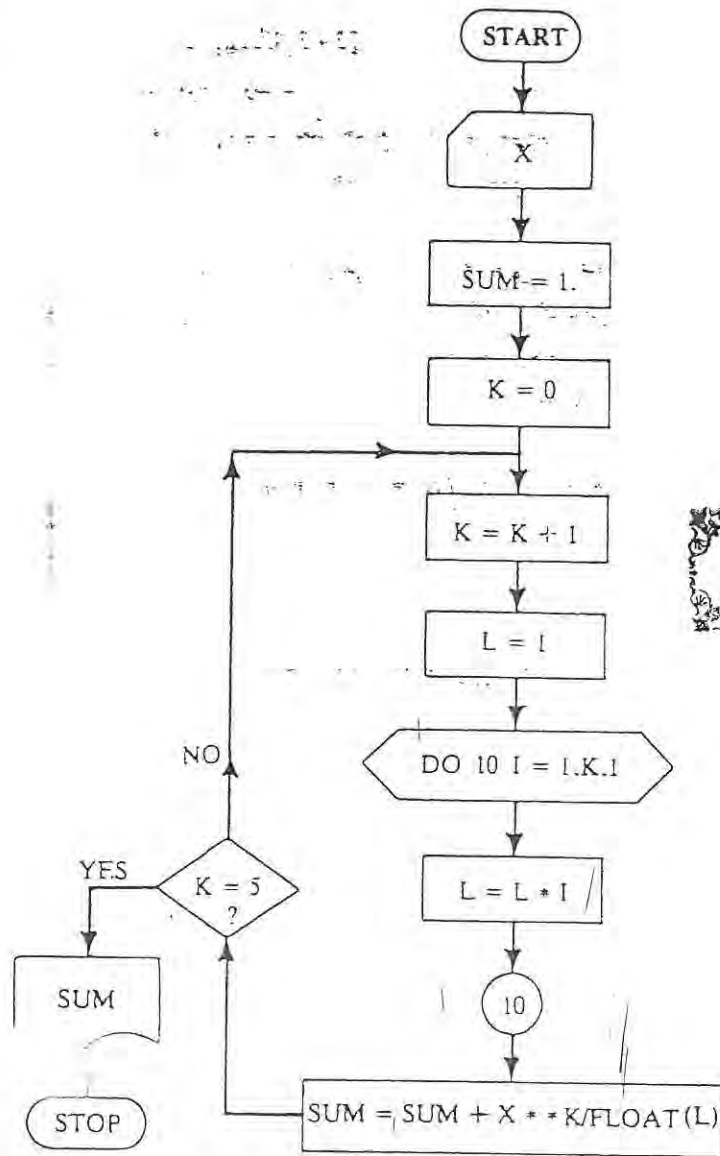 START
X
SUM = 1.
K = 0
K = K + 1
L = 1
DO 10 I = 1.K.1
L = L * I
10
SUM = SUM + X * * K/FLOAT(L)
K = 5
?
NO
YES
SUM
STOP